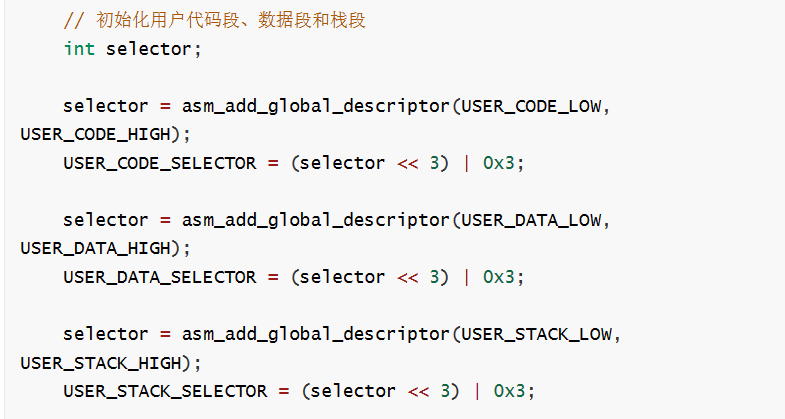 // 初始化用户代码段、数据段和栈段
int selector;
selector = asm_add_global_descriptor(USER_CODE_LOW,
USER_CODE_HIGH);
USER_CODE_SELECTOR = (selector << 3) | 0x3;
selector = asm_add_global_descriptor(USER_DATA_LOW,
USER_DATA_HIGH);
USER_DATA_SELECTOR = (selector << 3) | 0x3;
selector = asm_add_global_descriptor(USER_STACK_LOW,
USER_STACK_HIGH);
USER_STACK_SELECTOR = (selector << 3) | 0x3;